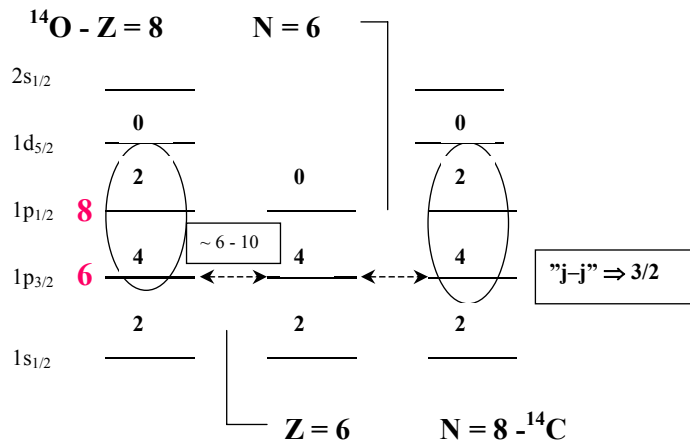 ¹⁴O - Z = 8 N = 6
2s₁/₂
0 0
1d₅/₂
2 0 2
1p₁/₂ 8
~ 6 - 10
4 4 4
1p₃/₂ 6
"j–j" ⇒ 3/2
2 2 2
1s₁/₂
Z = 6 N = 8 -¹⁴C